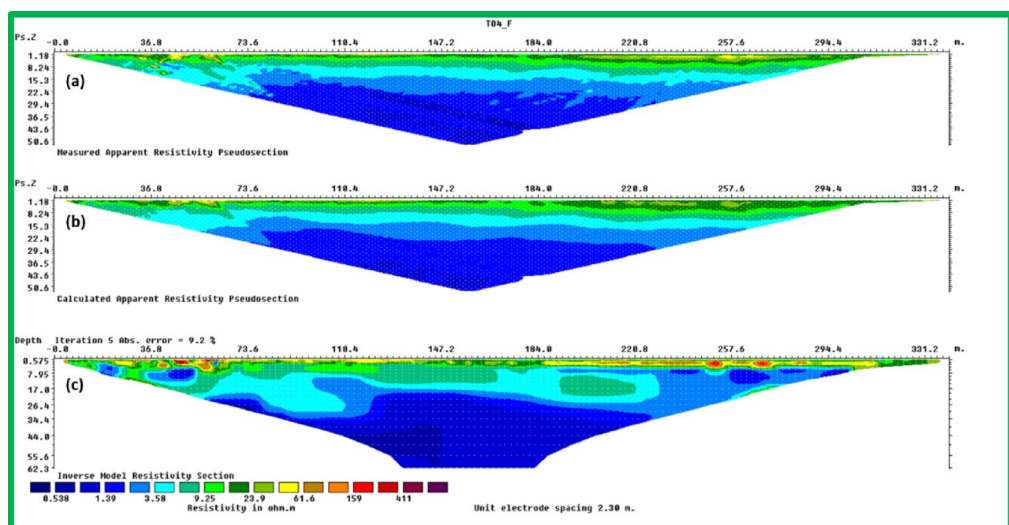 T04_F
Ps.Z -0.0 36.8 73.6 110.4 147.2 184.0 220.8 257.6 294.4 331.2 m.
1.18
8.24
15.3
22.4
29.4
36.5
43.6
50.6
(a)
Measured Apparent Resistivity Pseudosection
Ps.Z -0.0 36.8 73.6 110.4 147.2 184.0 220.8 257.6 294.4 331.2 m.
1.18
8.24
15.3
22.4
29.4
36.5
43.6
50.6
(b)
Calculated Apparent Resistivity Pseudosection
Depth Iteration 5 Abs. error = 9.2 %
-0.0 36.8 73.6 110.4 147.2 184.0 220.8 257.6 294.4 331.2 m.
0.575
7.95
17.0
26.4
34.4
44.0
55.6
62.3
(c)
Inverse Model Resistivity Section
0.538 1.39 3.58 9.25 23.9 61.6 159 411
Resistivity in ohm.m
Unit electrode spacing 2.30 m.